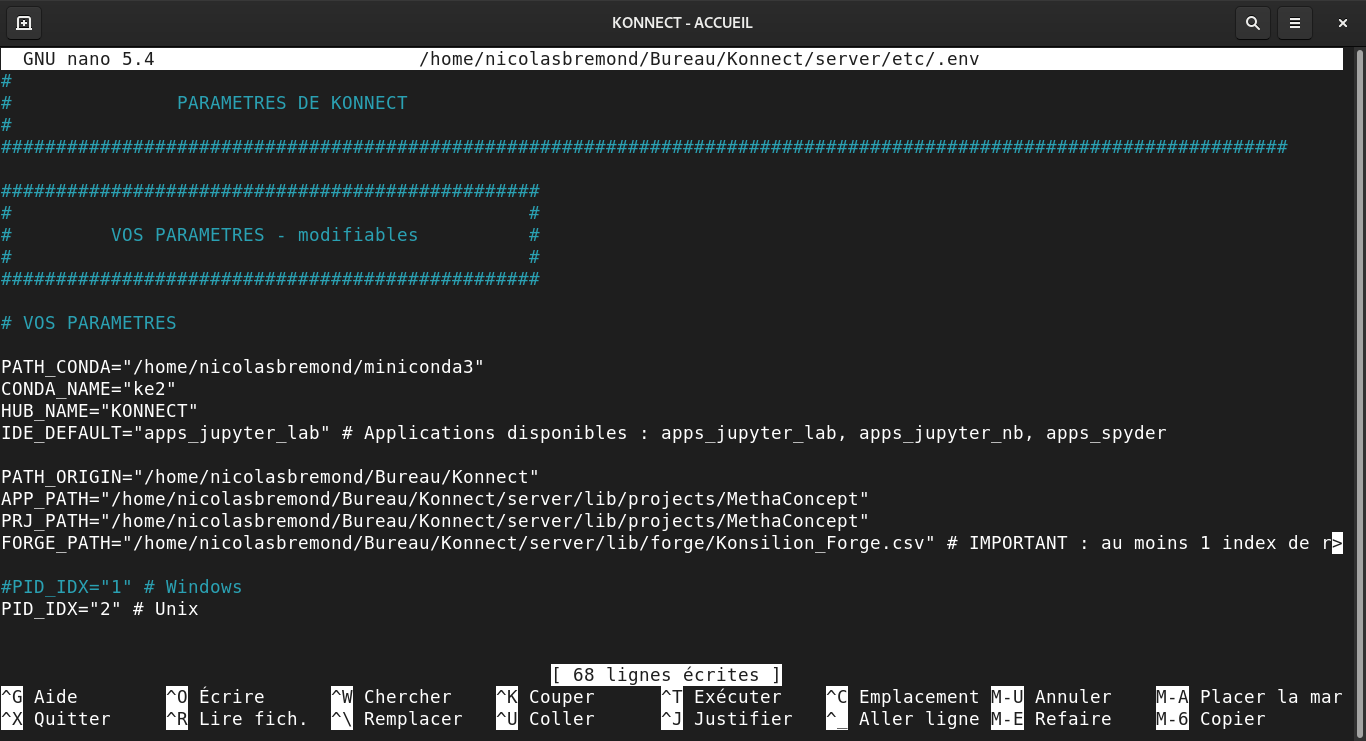 KONNECT - ACCUEIL
GNU nano 5.4 /home/nicolasbremond/Bureau/Konnect/server/etc/.env
#
# PARAMETRES DE KONNECT
#
#####################################################################################################################
#################################################
# #
# VOS PARAMETRES - modifiables #
# #
#################################################
# VOS PARAMETRES
PATH_CONDA="/home/nicolasbremond/miniconda3"
CONDA_NAME="ke2"
HUB_NAME="KONNECT"
IDE_DEFAULT="apps_jupyter_lab" # Applications disponibles : apps_jupyter_lab, apps_jupyter_nb, apps_spyder
PATH_ORIGIN="/home/nicolasbremond/Bureau/Konnect"
APP_PATH="/home/nicolasbremond/Bureau/Konnect/server/lib/projects/MethaConcept"
PRJ_PATH="/home/nicolasbremond/Bureau/Konnect/server/lib/projects/MethaConcept"
FORGE_PATH="/home/nicolasbremond/Bureau/Konnect/server/lib/forge/Konsilion_Forge.csv" # IMPORTANT : au moins 1 index de r>
#PID_IDX="1" # Windows
PID_IDX="2" # Unix
[ 68 lignes écrites ]
^G Aide ^O Écrire ^W Chercher ^K Couper ^T Exécuter ^C Emplacement M-U Annuler M-A Placer la mar
^X Quitter ^R Lire fich. ^\ Remplacer ^U Coller ^J Justifier ^_ Aller ligne M-E Refaire M-6 Copier